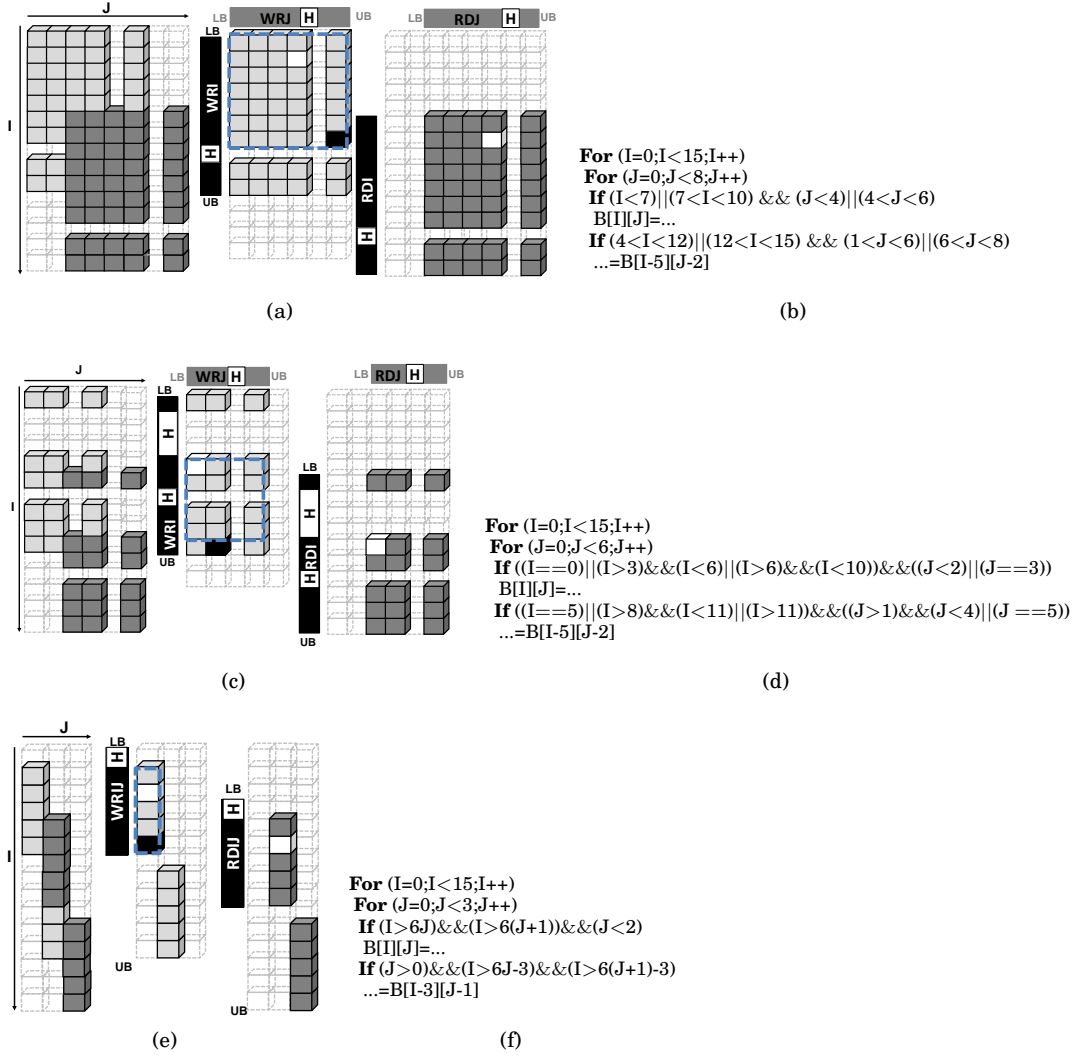 J
LB
WRJ
H
UB
RDJ
H
LB
UB
LB
I
WRI
H
UB
RDI
H
For (I=0;I<15;I++)
For (J=0;J<8;J++)
If (I<7)||(7<I<10) && (J<4)||(4<J<6)
B[I][J]=...
If (4<I<12)||(12<I<15) && (1<J<6)||(6<J<8)
...=B[I-5][J-2]
(a)
(b)
J
LB
WRJ
H
UB
LB
RDJ
H
UB
LB
I
H
H
WRI
UB
LB
H
RDI
H
UB
For (I=0;I<15;I++)
For (J=0;J<6;J++)
If ((I==0)||(I>3)&&(I<6)||(I>6)&&(I<10))&&((J<2)||(J==3))
B[I][J]=...
If ((I==5)||(I>8)&&(I<11)||(I>11))&&((J>1)&&(J<4)||(J ==5))
...=B[I-5][J-2]
(c)
(d)
J
LB
H
WRIJ
I
UB
LB
H
RDIJ
UB
For (I=0;I<15;I++)
For (J=0;J<3;J++)
If (I>6J)&&(I>6(J+1))&&(J<2)
B[I][J]=...
If (J>0)&&(I>6J-3)&&(I>6(J+1)-3)
...=B[I-3][J-1]
(e)
(f)